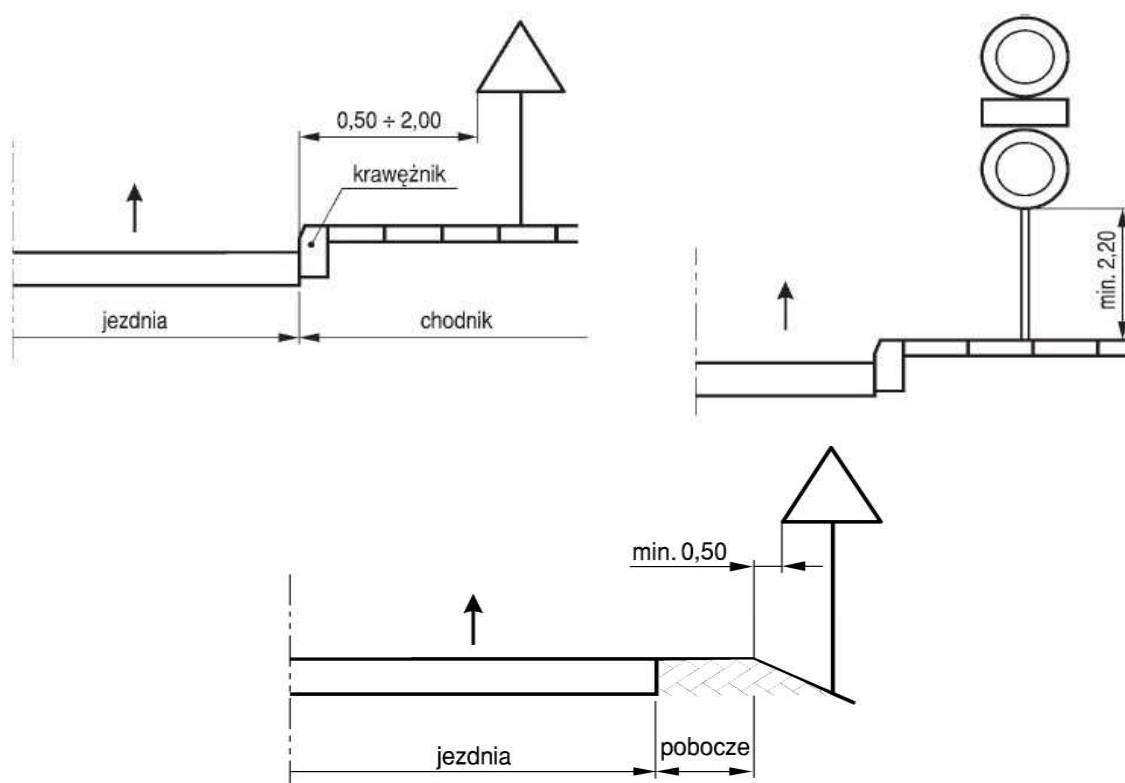 0,50 ÷ 2,00
krawężnik
jezdnia
chodnik
min. 2,20
min. 0,50
jezdnia
pobocze